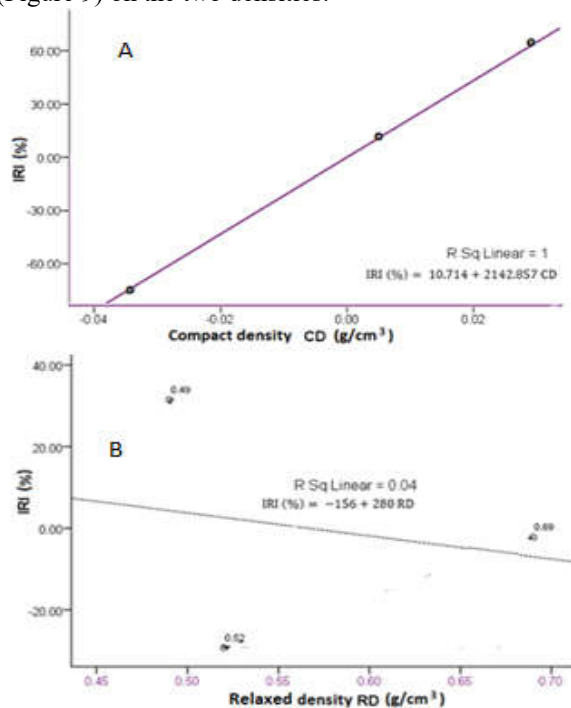 (Figure 9) on the two densities.
A
60.00
30.00
0.00
-30.00
-60.00
IRI (%)
R Sq Linear = 1
IRI (%) = 10.714 + 2142.857 CD
-0.04
-0.02
0.00
0.02
Compact density CD (g/cm³)
40.00
20.00
0.00
-20.00
IRI (%)
0.49
B
R Sq Linear = 0.04
IRI (%) = −156 + 280 RD
0.69
0.52
0.45
0.50
0.55
0.60
0.65
0.70
Relaxed density RD (g/cm³)